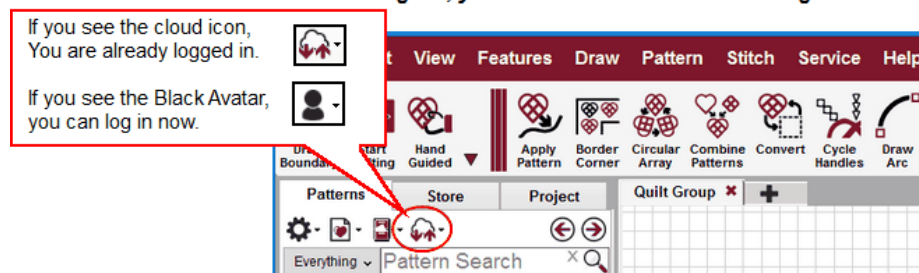 If you see the cloud icon,
You are already logged in.
If you see the Black Avatar,
you can log in now.
View Features Draw Pattern Stitch Service Help
Hand Guided
Apply Pattern
Border Corner
Circular Array
Combine Patterns
Convert
Cycle Handles
Draw Arc
Patterns Store Project Quilt Group
Everything Pattern Search X